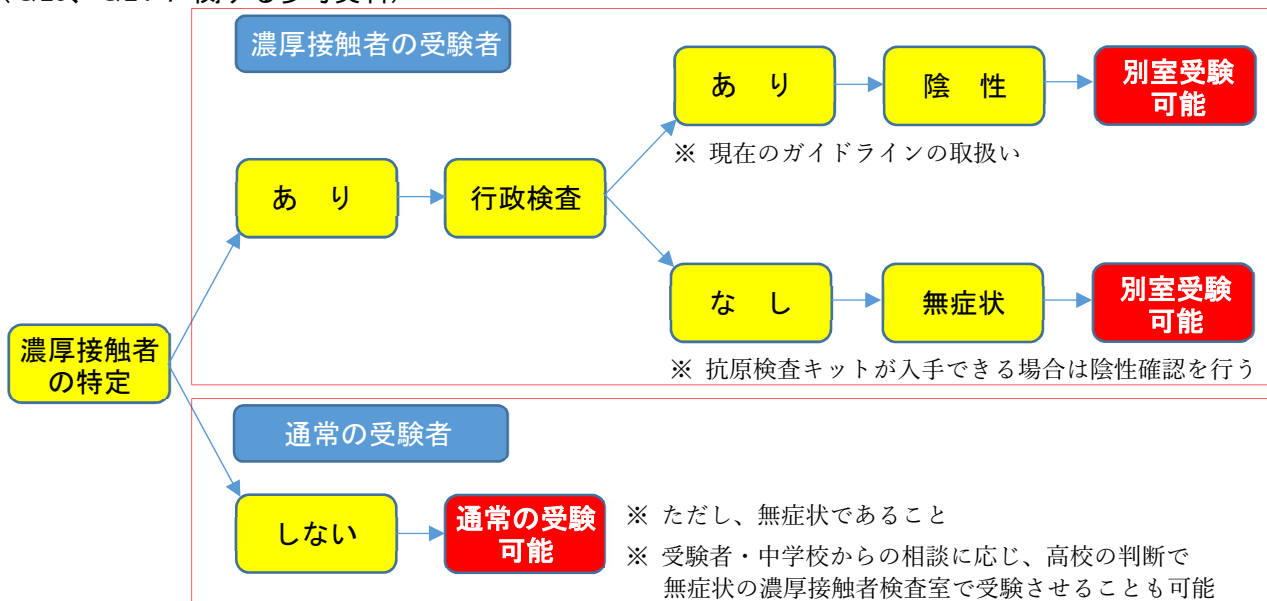 濃厚接触者の受験者
あ り
陰 性
別室受験
可能
※ 現在のガイドラインの取扱い
あ り
行政検査
な し
無症状
別室受験
可能
※ 抗原検査キットが入手できる場合は陰性確認を行う
濃厚接触者
の特定
通常の受験者
しない
通常の受験
可能
※ ただし、無症状であること
※ 受験者・中学校からの相談に応じ、高校の判断で
無症状の濃厚接触者検査室で受験させることも可能